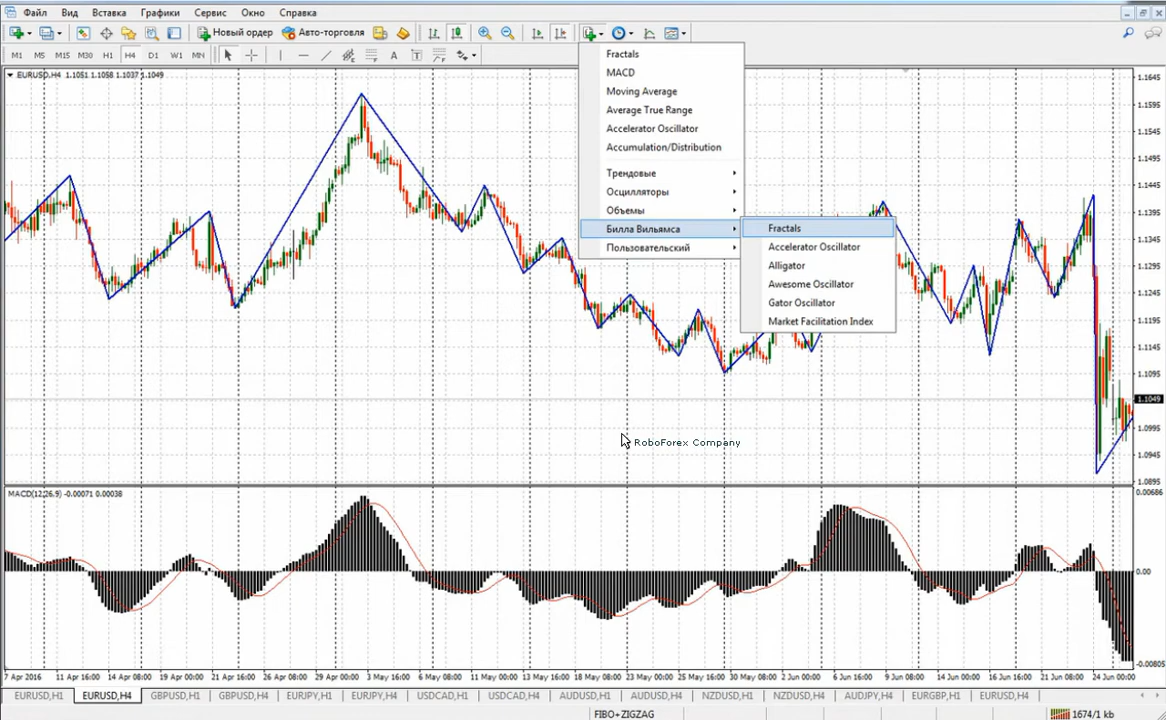 Файл Вид Вставка Графики Сервис Окно Справка
Новый ордер Авто-торговля
M1 M5 M15 M30 H1 H4 D1 W1 MN A T
EURUSD,H4 1.1051 1.1058 1.1037 1.1049
Fractals
MACD
Moving Average
Average True Range
Accelerator Oscillator
Accumulation/Distribution
Трендовые
Осцилляторы
Объемы
Билла Вильямса
Пользовательский
Fractals
Accelerator Oscillator
Alligator
Awesome Oscillator
Gator Oscillator
Market Facilitation Index
1.1645
1.1595
1.1545
1.1495
1.1445
1.1395
1.1345
1.1295
1.1245
1.1195
1.1145
1.1095
1.1049
1.0995
1.0945
1.0895
RoboForex Company
MACD(12,26,9) -0.00071 0.00038
0.00686
0.00
-0.00805
7 Apr 2016 11 Apr 16:00 14 Apr 08:00 19 Apr 00:00 21 Apr 16:00 26 Apr 08:00 29 Apr 00:00 3 May 16:00 6 May 08:00 11 May 00:00 13 May 16:00 18 May 08:00 23 May 00:00 25 May 16:00 30 May 08:00 2 Jun 00:00 6 Jun 16:00 9 Jun 08:00 14 Jun 00:00 16 Jun 16:00 21 Jun 08:00 24 Jun 00:00
EURUSD,H1 EURUSD,H4 GBPUSD,H1 GBPUSD,H4 EURJPY,H1 EURJPY,H4 USDCAD,H1 USDCAD,H4 AUDUSD,H1 AUDUSD,H4 NZDUSD,H1 NZDUSD,H4 AUDJPY,H4 EURGBP,H1 EURUSD,H4
FIBO+ZIGZAG 1674/1 kb